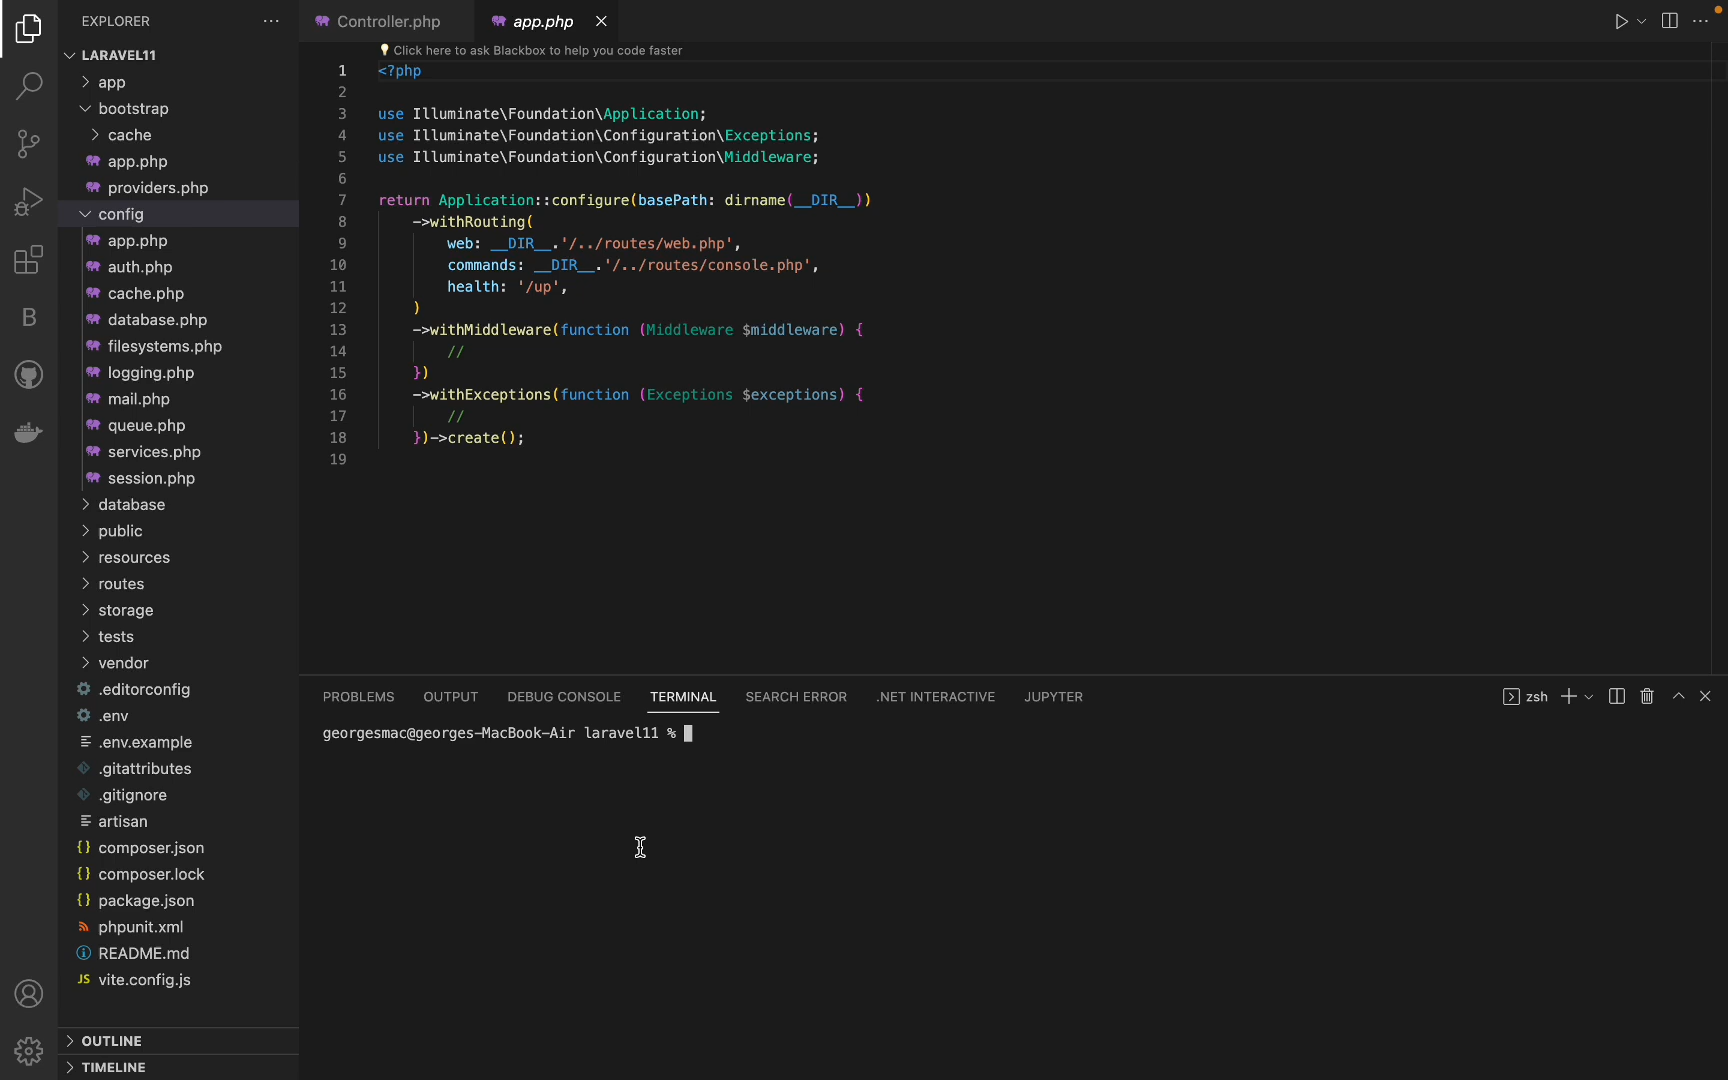 EXPLORER
LARAVEL11
app
bootstrap
cache
app.php
providers.php
config
app.php
auth.php
cache.php
database.php
filesystems.php
logging.php
mail.php
queue.php
services.php
session.php
database
public
resources
routes
storage
tests
vendor
.editorconfig
.env
.env.example
.gitattributes
.gitignore
artisan
composer.json
composer.lock
package.json
phpunit.xml
README.md
JS vite.config.js
OUTLINE
TIMELINE
Controller.php app.php
Click here to ask Blackbox to help you code faster
1 <?php
2
3 use Illuminate\Foundation\Application;
4 use Illuminate\Foundation\Configuration\Exceptions;
5 use Illuminate\Foundation\Configuration\Middleware;
6
7 return Application::configure(basePath: dirname(__DIR__))
8 ->withRouting(
9 web: __DIR__.'/../routes/web.php',
10 commands: __DIR__.'/../routes/console.php',
11 health: '/up',
12 )
13 ->withMiddleware(function (Middleware $middleware) {
14 //
15 })
16 ->withExceptions(function (Exceptions $exceptions) {
17 //
18 })->create();
19
PROBLEMS OUTPUT DEBUG CONSOLE TERMINAL SEARCH ERROR .NET INTERACTIVE JUPYTER zsh
georgesmac@georges-MacBook-Air laravel11 %